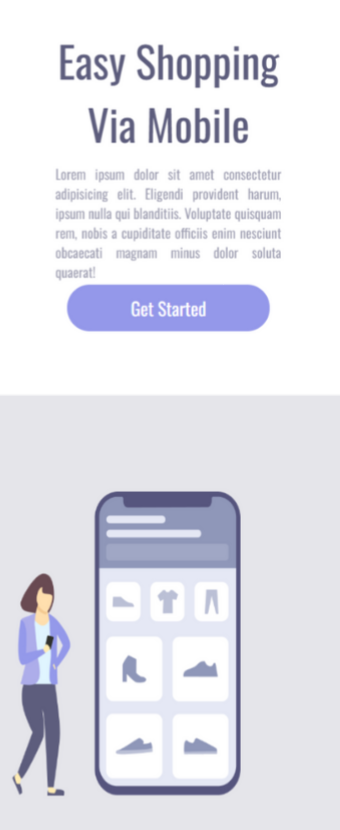 Easy Shopping
Via Mobile
Lorem ipsum dolor sit amet consectetur
adipisicing elit. Eligendi provident harum,
ipsum nulla qui blanditiis. Voluptate quisquam
rem, nobis a cupiditate officiis enim nesciunt
obcaecati magnam minus dolor soluta
quaerat!
Get Started